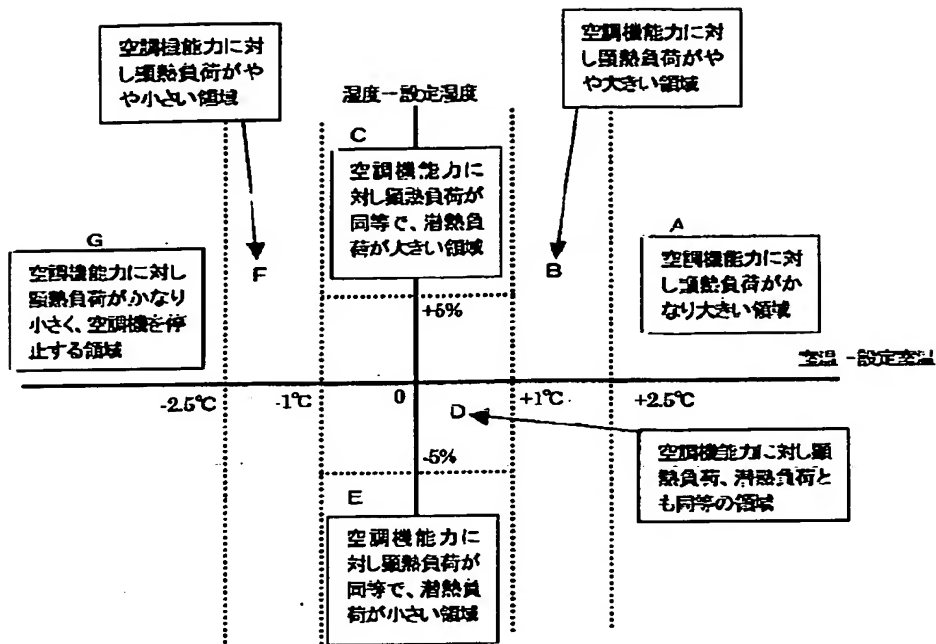 空調機能力に対
し顕熱負荷がや
や小さい領域
空調機能力に対
し顕熱負荷がや
や大きい領域
湿度－設定湿度
C
空調機能力に
対し顕熱負荷が
同等で、潜熱負
荷が大きい領域
G
空調機能力に対し
顕熱負荷がかなり
小さく、空調機を停
止する領域
F
B
A
空調機能力に対
し顕熱負荷がか
なり大きい領域
+5%
室温－設定室温
-2.5℃
-1℃
0
+1℃
+2.5℃
D
-5%
空調機能力に対し顕
熱負荷、潜熱負荷と
も同等の領域
E
空調機能力に
対し顕熱負荷が
同等で、潜熱負
荷が小さい領域